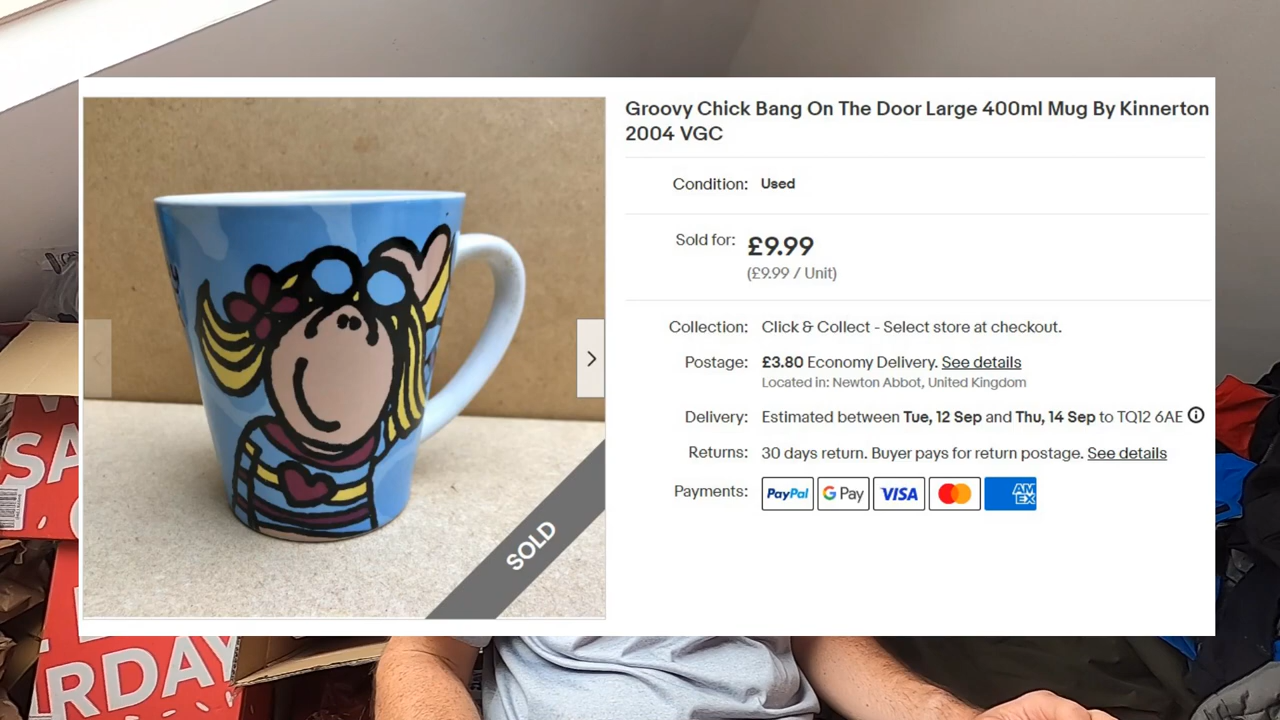 Groovy Chick Bang On The Door Large 400ml Mug By Kinnerton
2004 VGC
Condition: Used
Sold for: £9.99
(£9.99 / Unit)
Collection: Click & Collect - Select store at checkout.
Postage: £3.80 Economy Delivery. See details
Located in: Newton Abbot, United Kingdom
Delivery: Estimated between Tue, 12 Sep and Thu, 14 Sep to TQ12 6AE
Returns: 30 days return. Buyer pays for return postage. See details
Payments: PayPal G Pay VISA AM
EX
SOLD
SA
RDAY